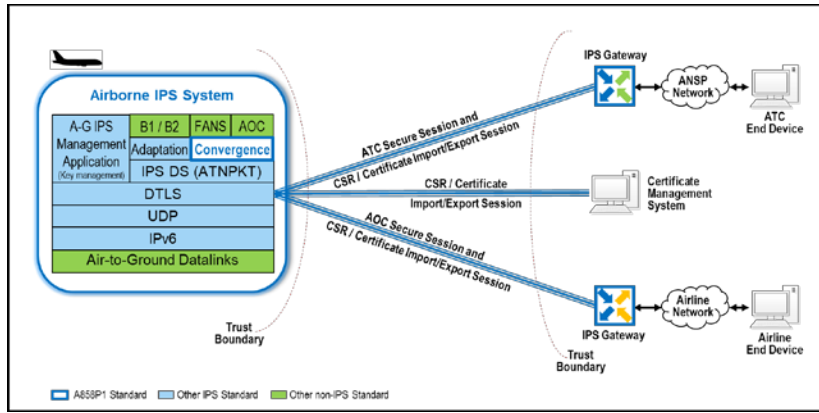 Airborne IPS System
A-G IPS
Management
Application
(Key management)
B1 / B2
FANS
AOC
Adaptation
Convergence
IPS DS (ATNPKT)
DTLS
UDP
IPv6
Air-to-Ground Datalinks
Trust
Boundary
ATC Secure Session and
CSR / Certificate Import/Export Session
CSR / Certificate
Import/Export Session
AOC Secure Session and
CSR / Certificate Import/Export Session
IPS Gateway
ANSP
Network
ATC
End Device
Certificate
Management
System
IPS Gateway
Airline
Network
Airline
End Device
Trust
Boundary
A858P1 Standard
Other IPS Standard
Other non-IPS Standard